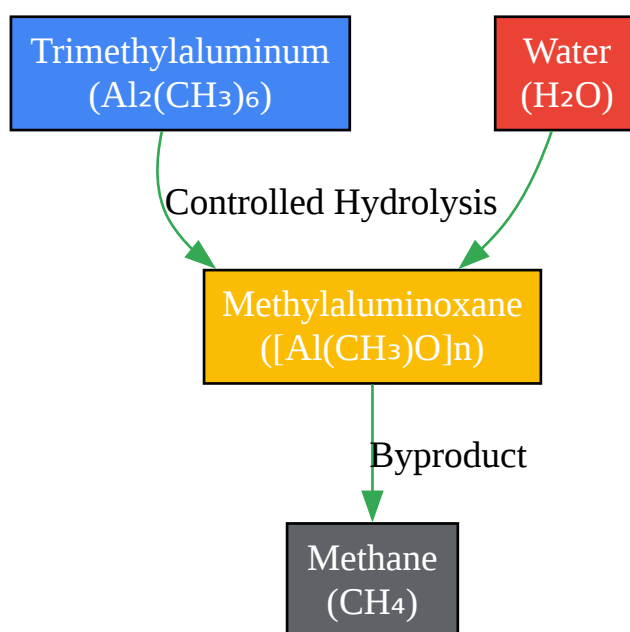 Trimethylaluminum
(Al₂(CH₃)₆)
Water
(H₂O)
Controlled Hydrolysis
Methylaluminoxane
([Al(CH₃)O]n)
Byproduct
Methane
(CH₄)